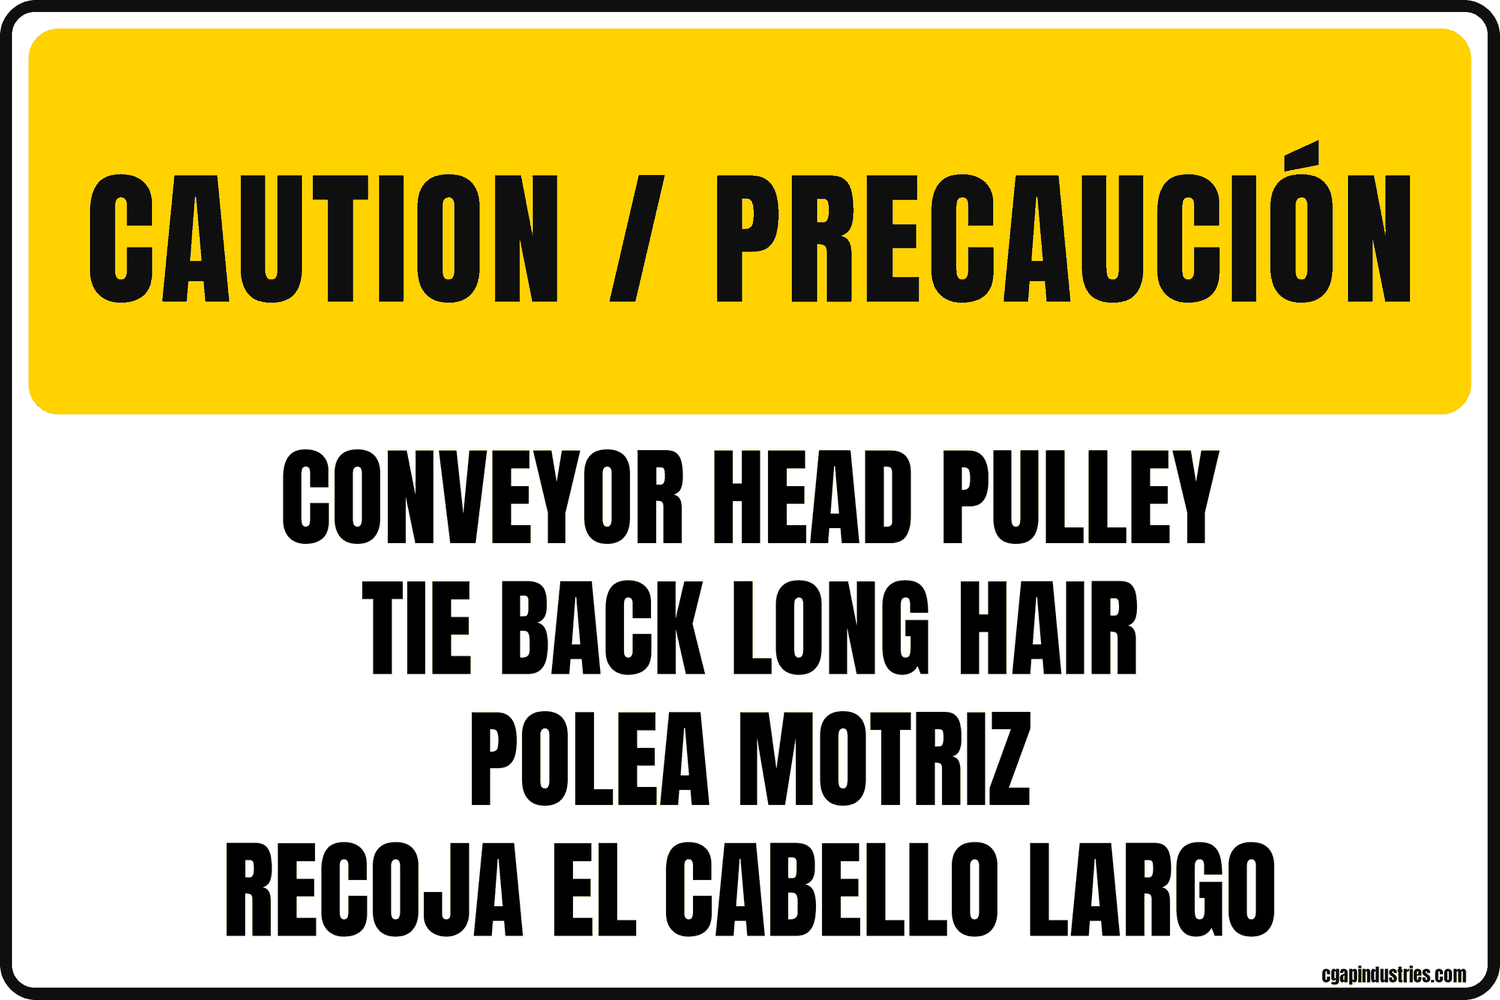 CAUTION / PRECAUCIÓN
CONVEYOR HEAD PULLEY
TIE BACK LONG HAIR
POLEA MOTRIZ
RECOJA EL CABELLO LARGO
cgapindustries.com